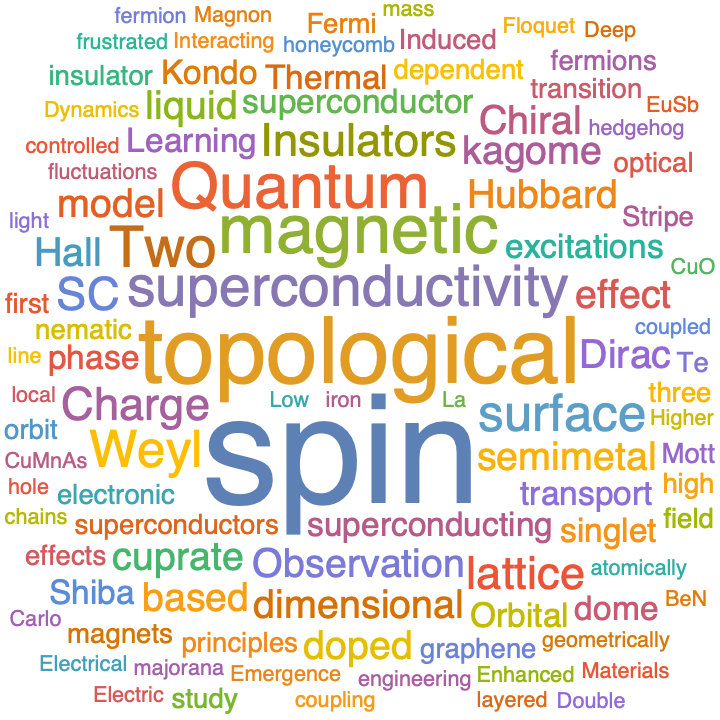 fermion Magnon Fermi mass Floquet Deep
frustrated Interacting honeycomb Induced fermions
insulator Kondo Thermal dependent transition
Dynamics liquid superconductor Chiral EuSb
controlled Learning Insulators kagome hedgehog
fluctuations optical
model Quantum Hubbard
light Stripe
Hall Two magnetic excitations
CuO
first SC superconductivity effect
nematic coupled
line phase topological Dirac Te
local Charge Low iron La three
orbit surface Higher
Weyl spin semimetal Mott
CuMnAs
hole electronic transport high
chains superconductors superconducting singlet field
effects cuprate Observation lattice atomically
Shiba based dimensional Orbital dome BeN
Carlo
magnets principles doped graphene geometrically
Electrical majorana Emergence engineering Enhanced Materials
Electric study coupling layered Double